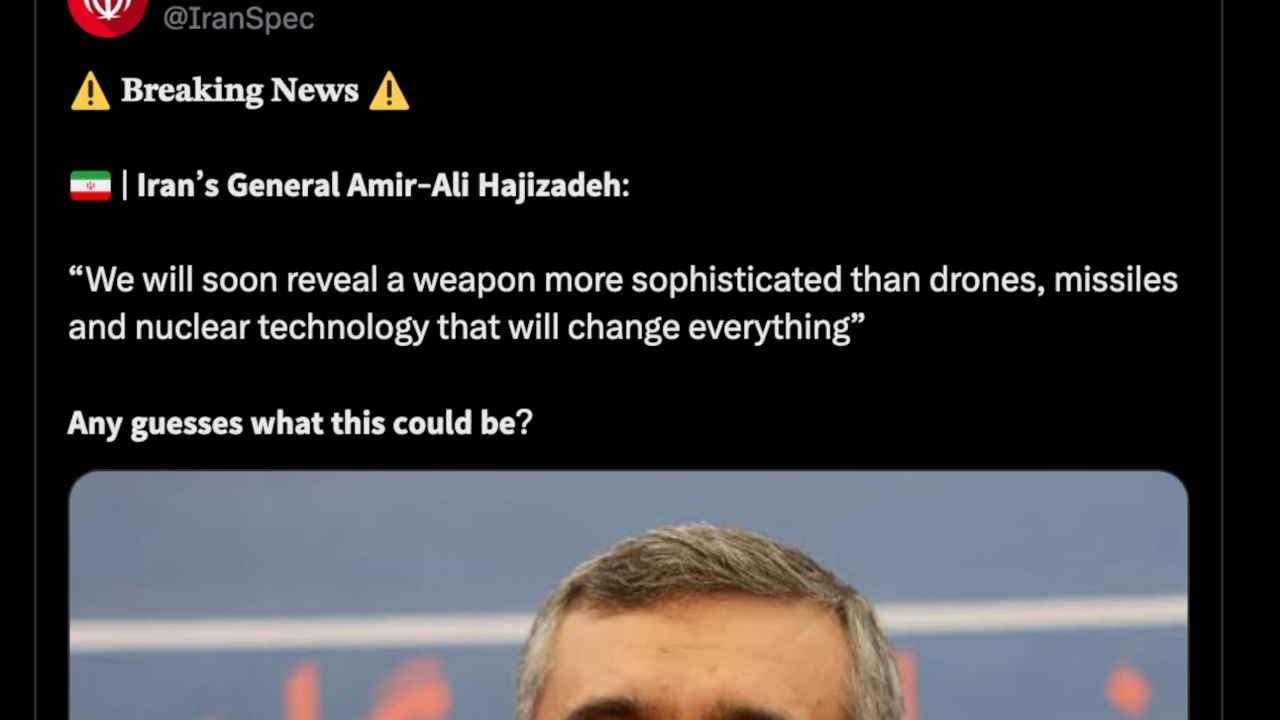 @IranSpec
⚠️ Breaking News ⚠️
🇮🇷 | Iran’s General Amir-Ali Hajizadeh:
“We will soon reveal a weapon more sophisticated than drones, missiles
and nuclear technology that will change everything”
Any guesses what this could be?